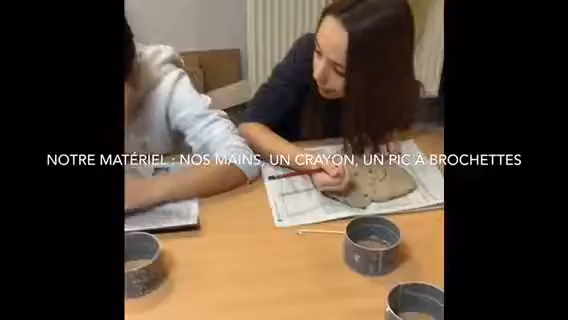 NOTRE MATÉRIEL : NOS MAINS, UN CRAYON, UN PIC À BROCHETTES